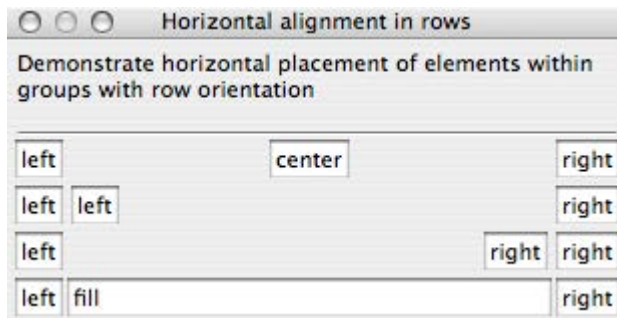 Horizontal alignment in rows
Demonstrate horizontal placement of elements within
groups with row orientation
left center right
left left right
left right right
left fill right